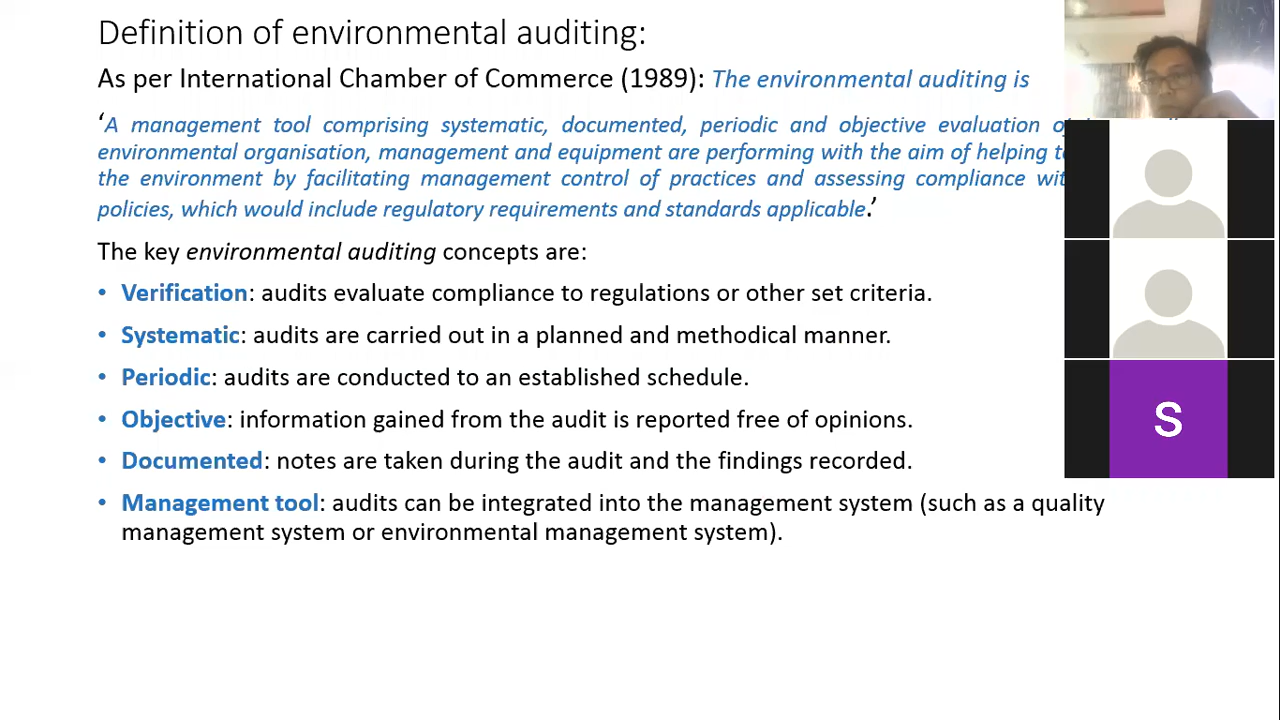 Definition of environmental auditing:
As per International Chamber of Commerce (1989): The environmental auditing is
‘A management tool comprising systematic, documented, periodic and objective evaluation
environmental organisation, management and equipment are performing with the aim of helping
the environment by facilitating management control of practices and assessing compliance
policies, which would include regulatory requirements and standards applicable.’
The key environmental auditing concepts are:
• Verification: audits evaluate compliance to regulations or other set criteria.
• Systematic: audits are carried out in a planned and methodical manner.
• Periodic: audits are conducted to an established schedule.
• Objective: information gained from the audit is reported free of opinions.
• Documented: notes are taken during the audit and the findings recorded.
• Management tool: audits can be integrated into the management system (such as a quality
management system or environmental management system).
S